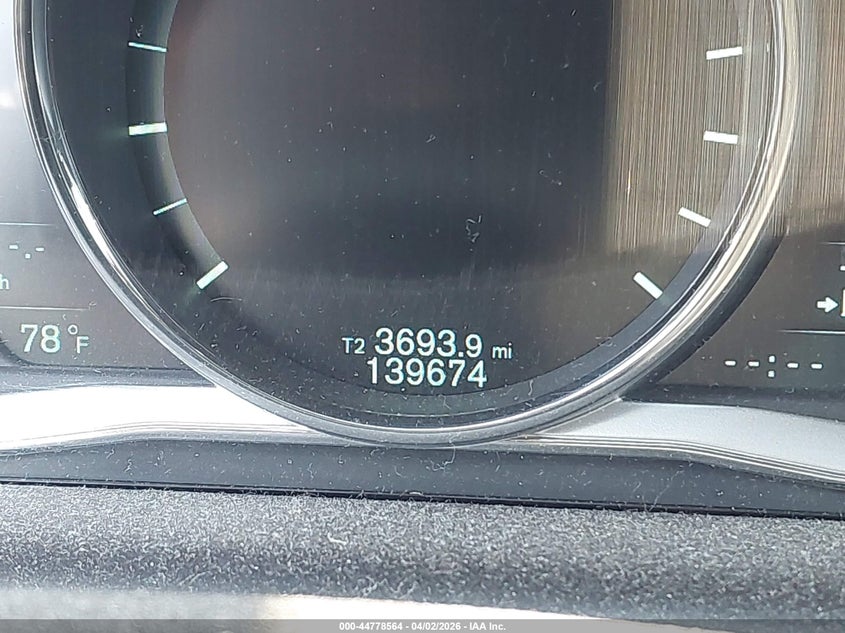 -.-
h
78°F
T2 3693.9 mi
139674
--:--
000-44778564 - 04/02/2026 - IAA Inc.